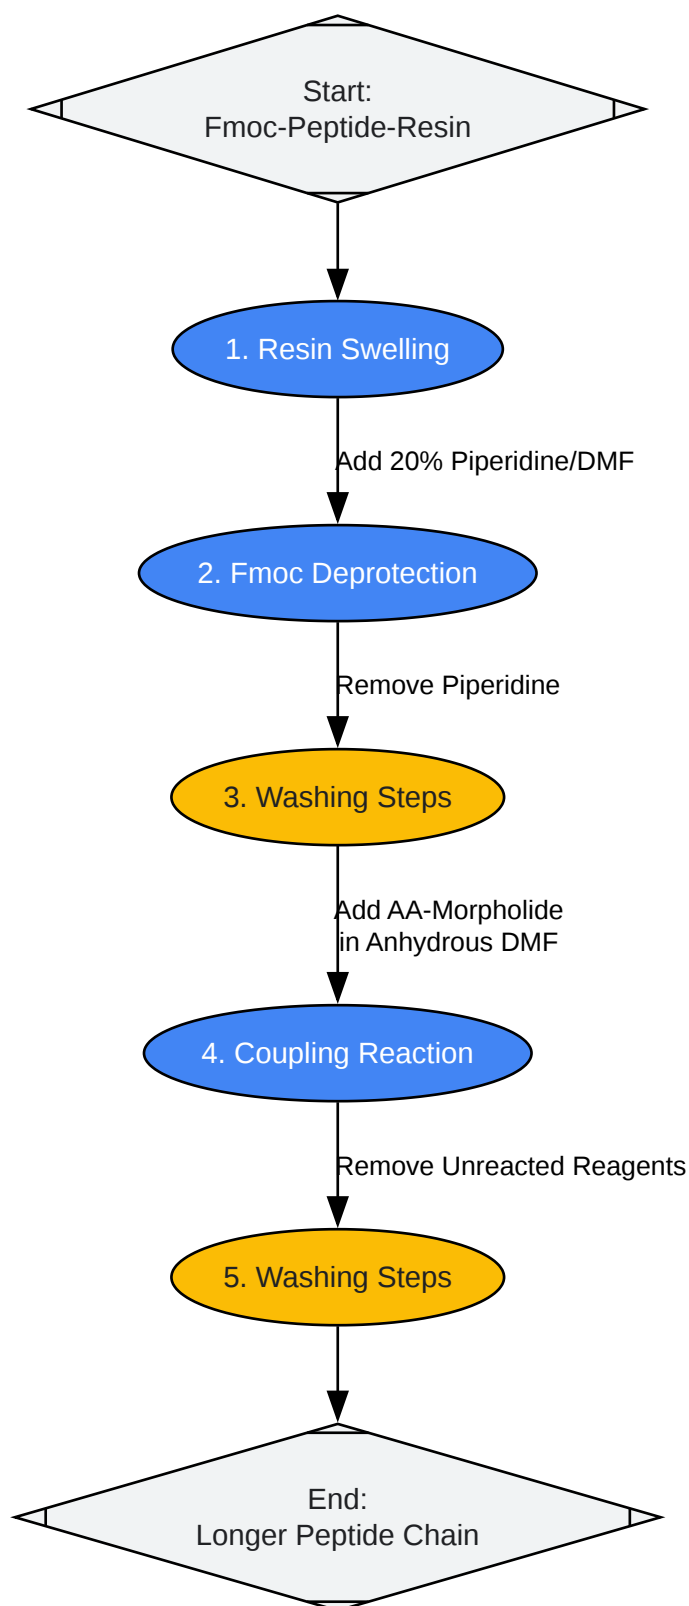 Start:
Fmoc-Peptide-Resin
1. Resin Swelling
Add 20% Piperidine/DMF
2. Fmoc Deprotection
Remove Piperidine
3. Washing Steps
Add AA-Morpholide
in Anhydrous DMF
4. Coupling Reaction
Remove Unreacted Reagents
5. Washing Steps
End:
Longer Peptide Chain